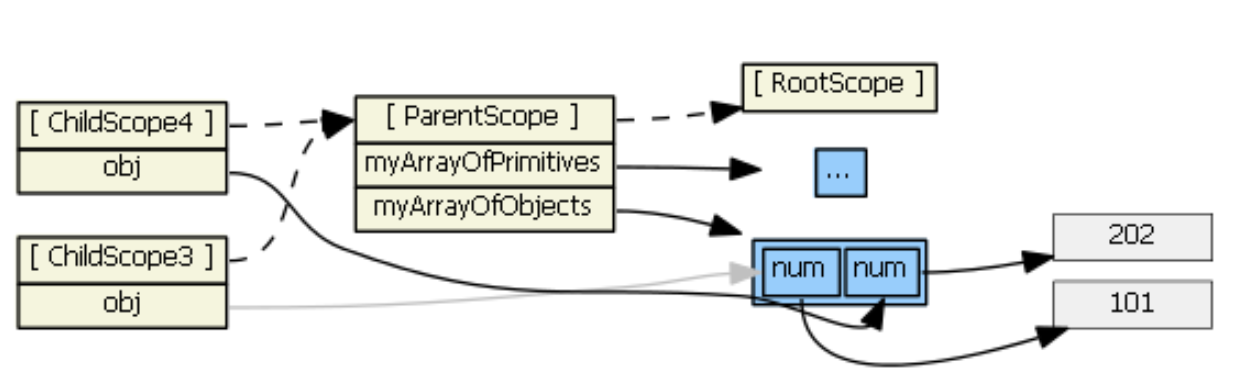 [ RootScope ]
[ ChildScope4 ]
obj
[ ParentScope ]
myArrayOfPrimitives
myArrayOfObjects
...
[ ChildScope3 ]
obj
num num
202
101